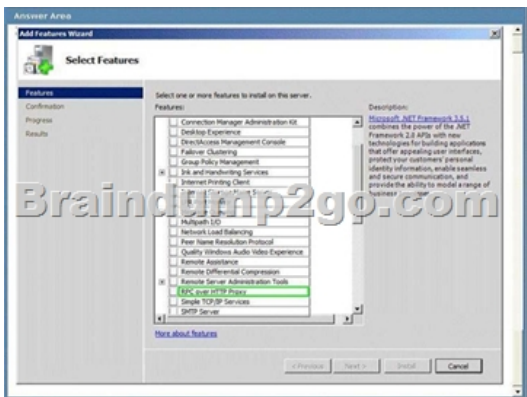 Answer Area
Add Features Wizard
Select Features
Features
Confirmation
Progress
Results
Select one or more features to install on this server.
Features:
Connection Manager Administration Kit
Desktop Experience
DirectAccess Management Console
Failover Clustering
Group Policy Management
Ink and Handwriting Services
Internet Printing Client
Multipath I/O
Network Load Balancing
Peer Name Resolution Protocol
Quality Windows Audio Video Experience
Remote Assistance
Remote Differential Compression
Remote Server Administration Tools
RPC over HTTP Proxy
Simple TCP/IP Services
SMTP Server
More about features
Description:
Microsoft .NET Framework 3.5.1
combines the power of the .NET
Framework 2.0 APIs with new
technologies for building applications
that offer appealing user interfaces,
protect your customers' personal
identity information, enable seamless
and secure communication, and
provide the ability to model a range of
business
Braindump2go.com
< Previous
Next >
Install
Cancel